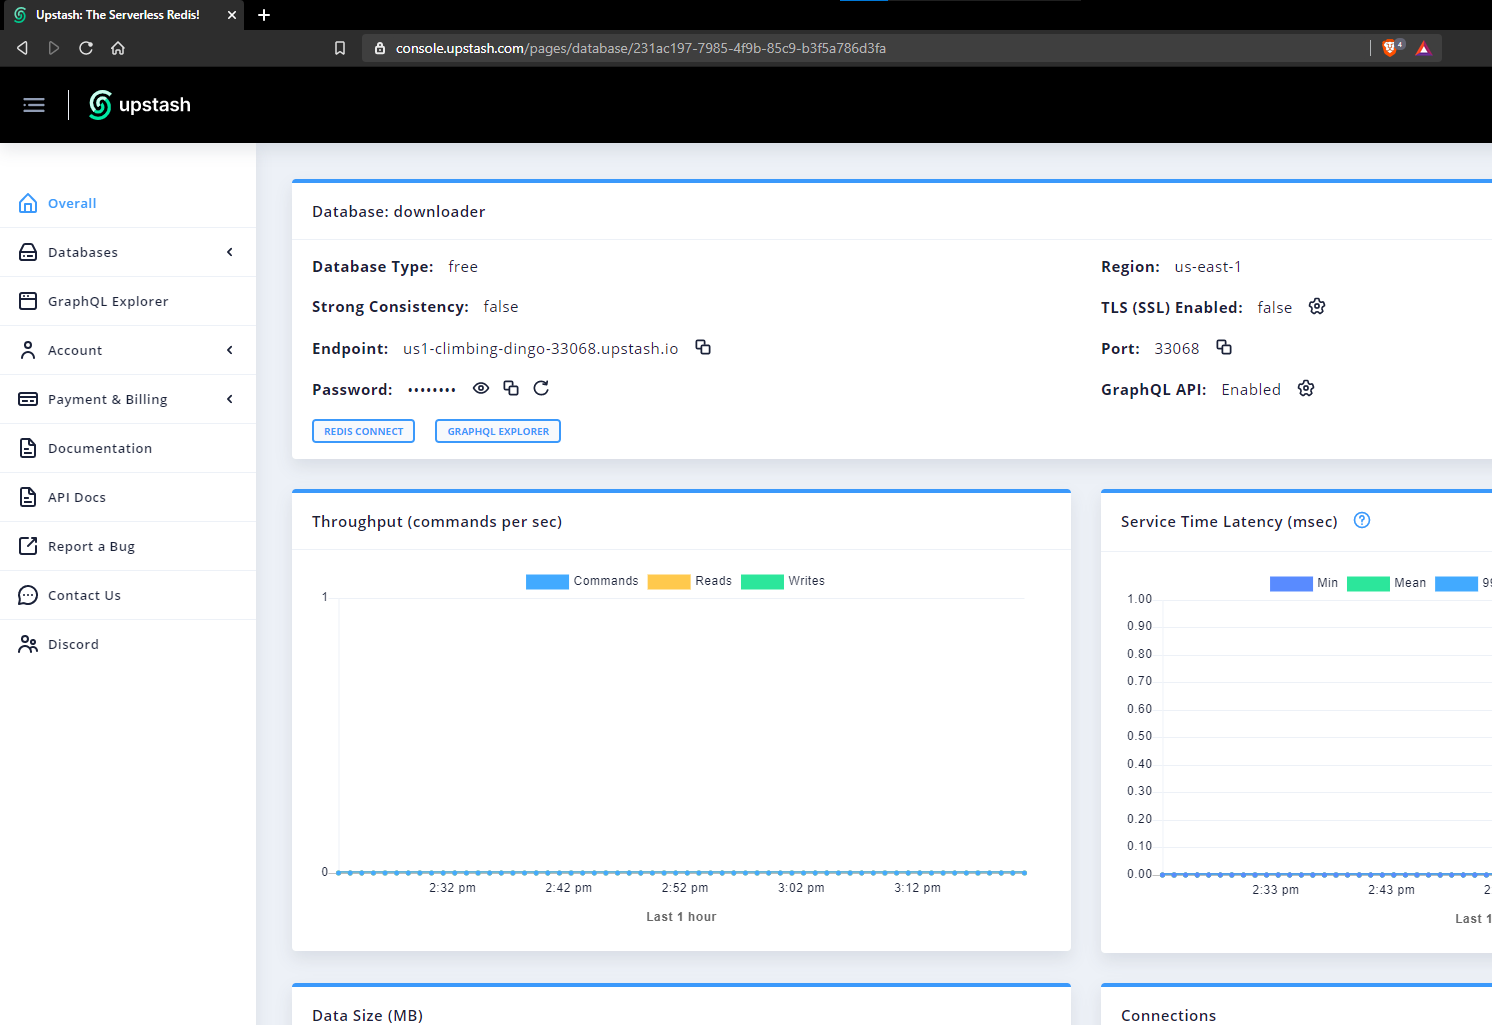 Upstash: The Serverless Redis!
console.upstash.com/pages/database/231ac197-7985-4f9b-85c9-b3f5a786d3fa
4
upstash
Overall
Databases
GraphQL Explorer
Account
Payment & Billing
Documentation
API Docs
Report a Bug
Contact Us
Discord
Database: downloader
Database Type: free
Region: us-east-1
Strong Consistency: false
TLS (SSL) Enabled: false
Endpoint: us1-climbing-dingo-33068.upstash.io
Port: 33068
Password: ••••••••
GraphQL API: Enabled
REDIS CONNECT
GRAPHQL EXPLORER
Throughput (commands per sec)
Commands Reads Writes
1
0
2:32 pm 2:42 pm 2:52 pm 3:02 pm 3:12 pm
Last 1 hour
Service Time Latency (msec)
Min Mean 99
1.00
0.90
0.80
0.70
0.60
0.50
0.40
0.30
0.20
0.10
0.00
2:33 pm 2:43 pm 2
Last 1
Data Size (MB)
Connections